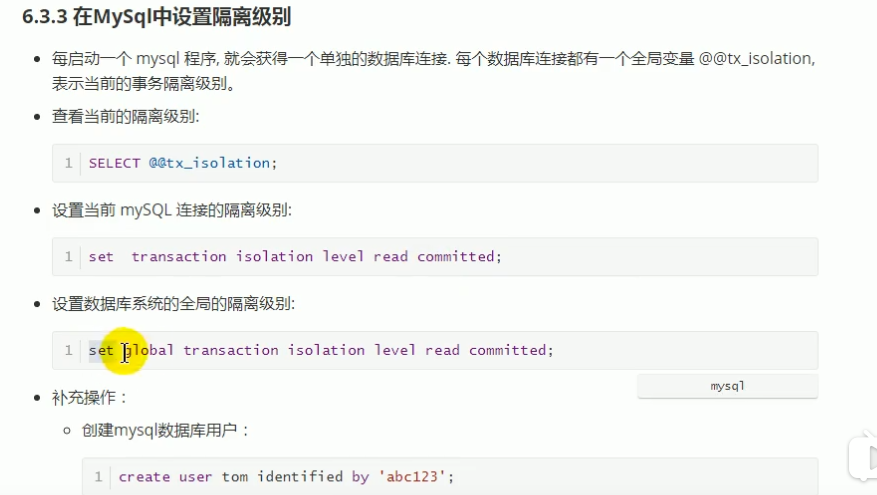 6.3.3 在MySql中设置隔离级别
每启动一个 mysql 程序, 就会获得一个单独的数据库连接. 每个数据库连接都有一个全局变量 @@tx_isolation,
表示当前的事务隔离级别。
查看当前的隔离级别:
1 SELECT @@tx_isolation;
设置当前 mySQL 连接的隔离级别:
1 set  transaction isolation level read committed;
设置数据库系统的全局的隔离级别:
1 set global transaction isolation level read committed;
mysql
补充操作：
创建mysql数据库用户：
1 create user tom identified by 'abc123';